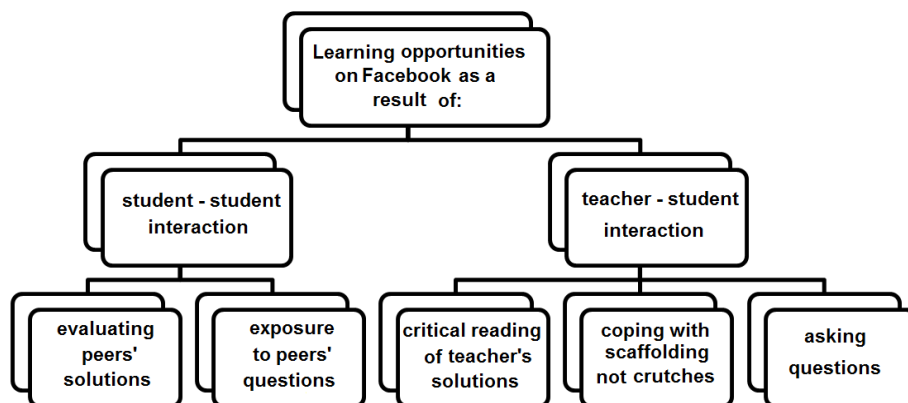 Learning opportunities
on Facebook as a
result of:
student - student
interaction
teacher - student
interaction
evaluating
peers'
solutions
exposure
to peers'
questions
critical reading
of teacher's
solutions
coping with
scaffolding
not crutches
asking
questions